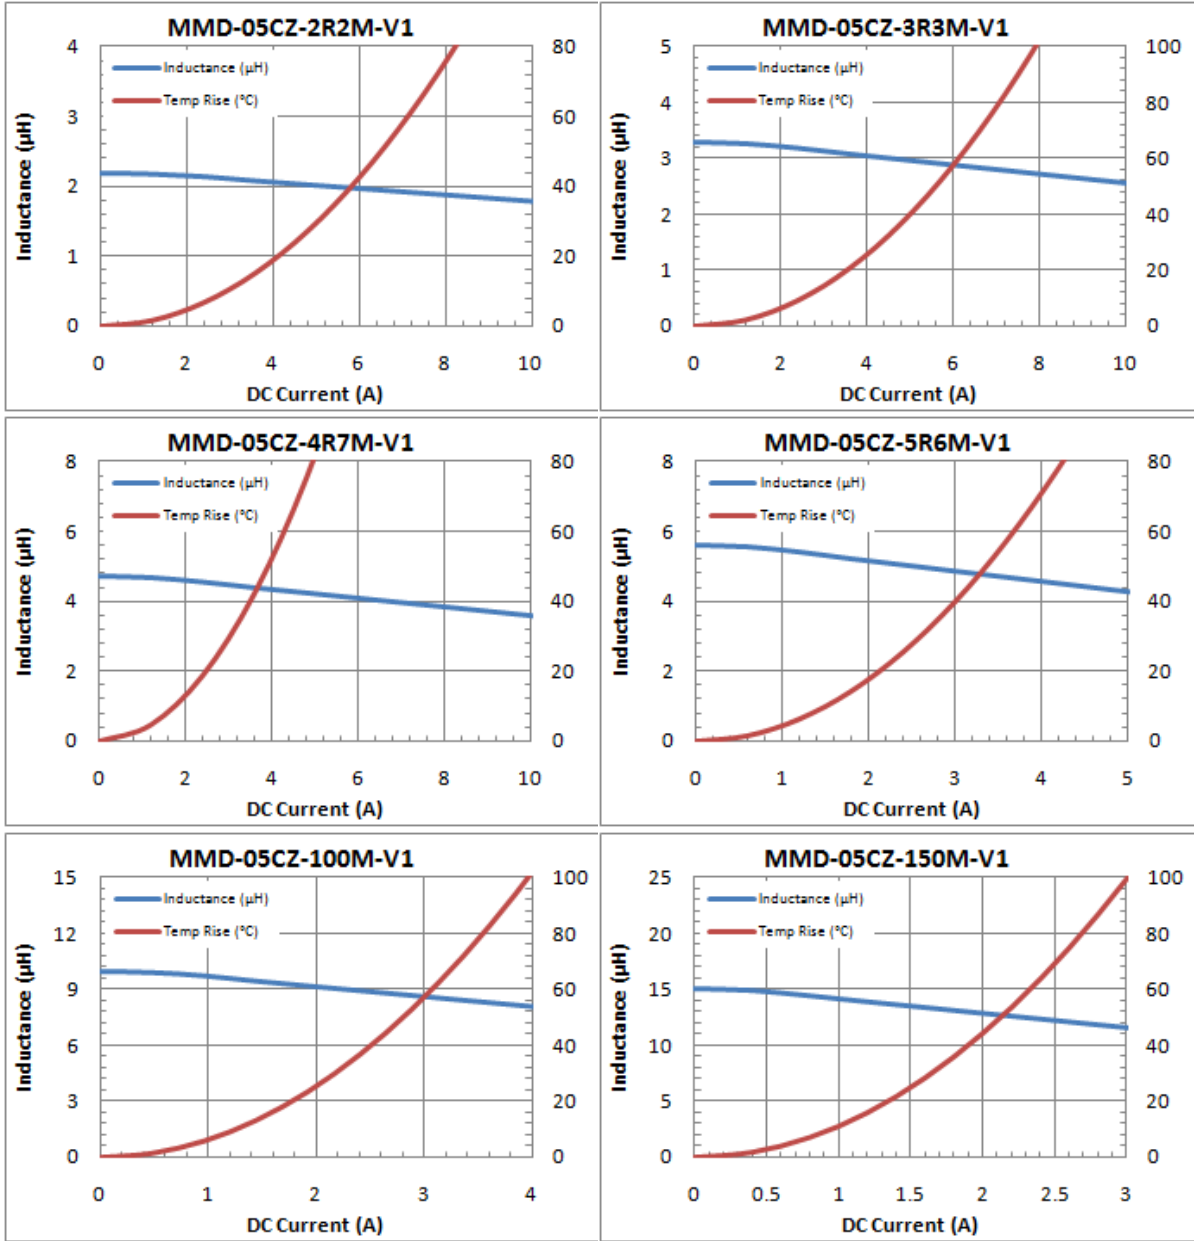 MMD-05CZ-2R2M-V1
4
3
2
1
0
80
60
40
20
0
Inductance (µH)
Temp Rise (°C)
Inductance (µH)
0 2 4 6 8 10
DC Current (A)
MMD-05CZ-3R3M-V1
5
4
3
2
1
0
100
80
60
40
20
0
Inductance (µH)
Temp Rise (°C)
Inductance (µH)
0 2 4 6 8 10
DC Current (A)
MMD-05CZ-4R7M-V1
8
6
4
2
0
80
60
40
20
0
Inductance (µH)
Temp Rise (°C)
Inductance (µH)
0 2 4 6 8 10
DC Current (A)
MMD-05CZ-5R6M-V1
8
6
4
2
0
80
60
40
20
0
Inductance (µH)
Temp Rise (°C)
Inductance (µH)
0 1 2 3 4 5
DC Current (A)
MMD-05CZ-100M-V1
15
12
9
6
3
0
100
80
60
40
20
0
Inductance (µH)
Temp Rise (°C)
Inductance (µH)
0 1 2 3 4
DC Current (A)
MMD-05CZ-150M-V1
25
20
15
10
5
0
100
80
60
40
20
0
Inductance (µH)
Temp Rise (°C)
Inductance (µH)
0 0.5 1 1.5 2 2.5 3
DC Current (A)